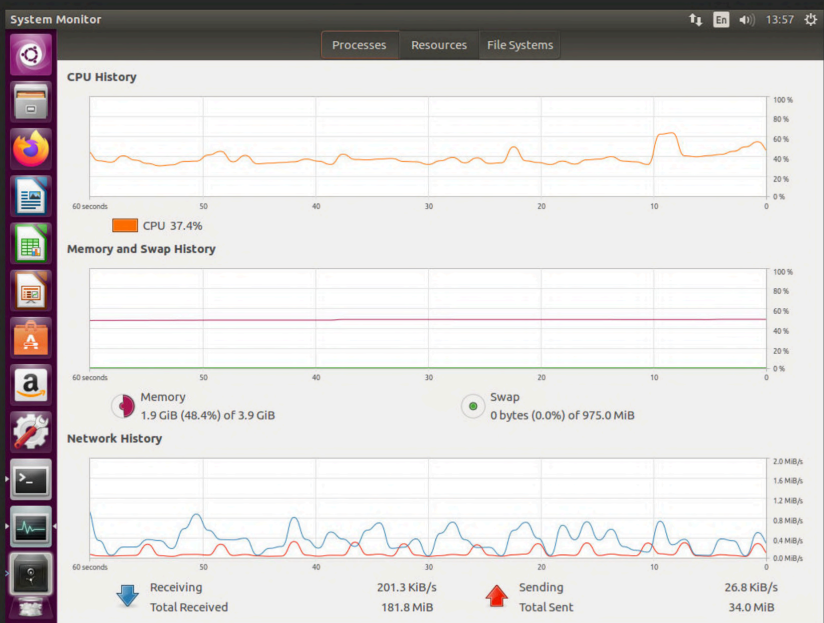 System Monitor
En
13:57
Processes Resources File Systems
CPU History
100 %
80 %
60 %
40 %
20 %
0 %
60 seconds 50 40 30 20 10 0
CPU 37.4%
Memory and Swap History
100 %
80 %
60 %
40 %
20 %
0 %
60 seconds 50 40 30 20 10 0
Memory
1.9 GiB (48.4%) of 3.9 GiB
Swap
0 bytes (0.0%) of 975.0 MiB
Network History
2.0 MiB/s
1.6 MiB/s
1.2 MiB/s
0.8 MiB/s
0.4 MiB/s
0.0 MiB/s
60 seconds 50 40 30 20 10 0
Receiving 201.3 KiB/s
Total Received 181.8 MiB
Sending 26.8 KiB/s
Total Sent 34.0 MiB